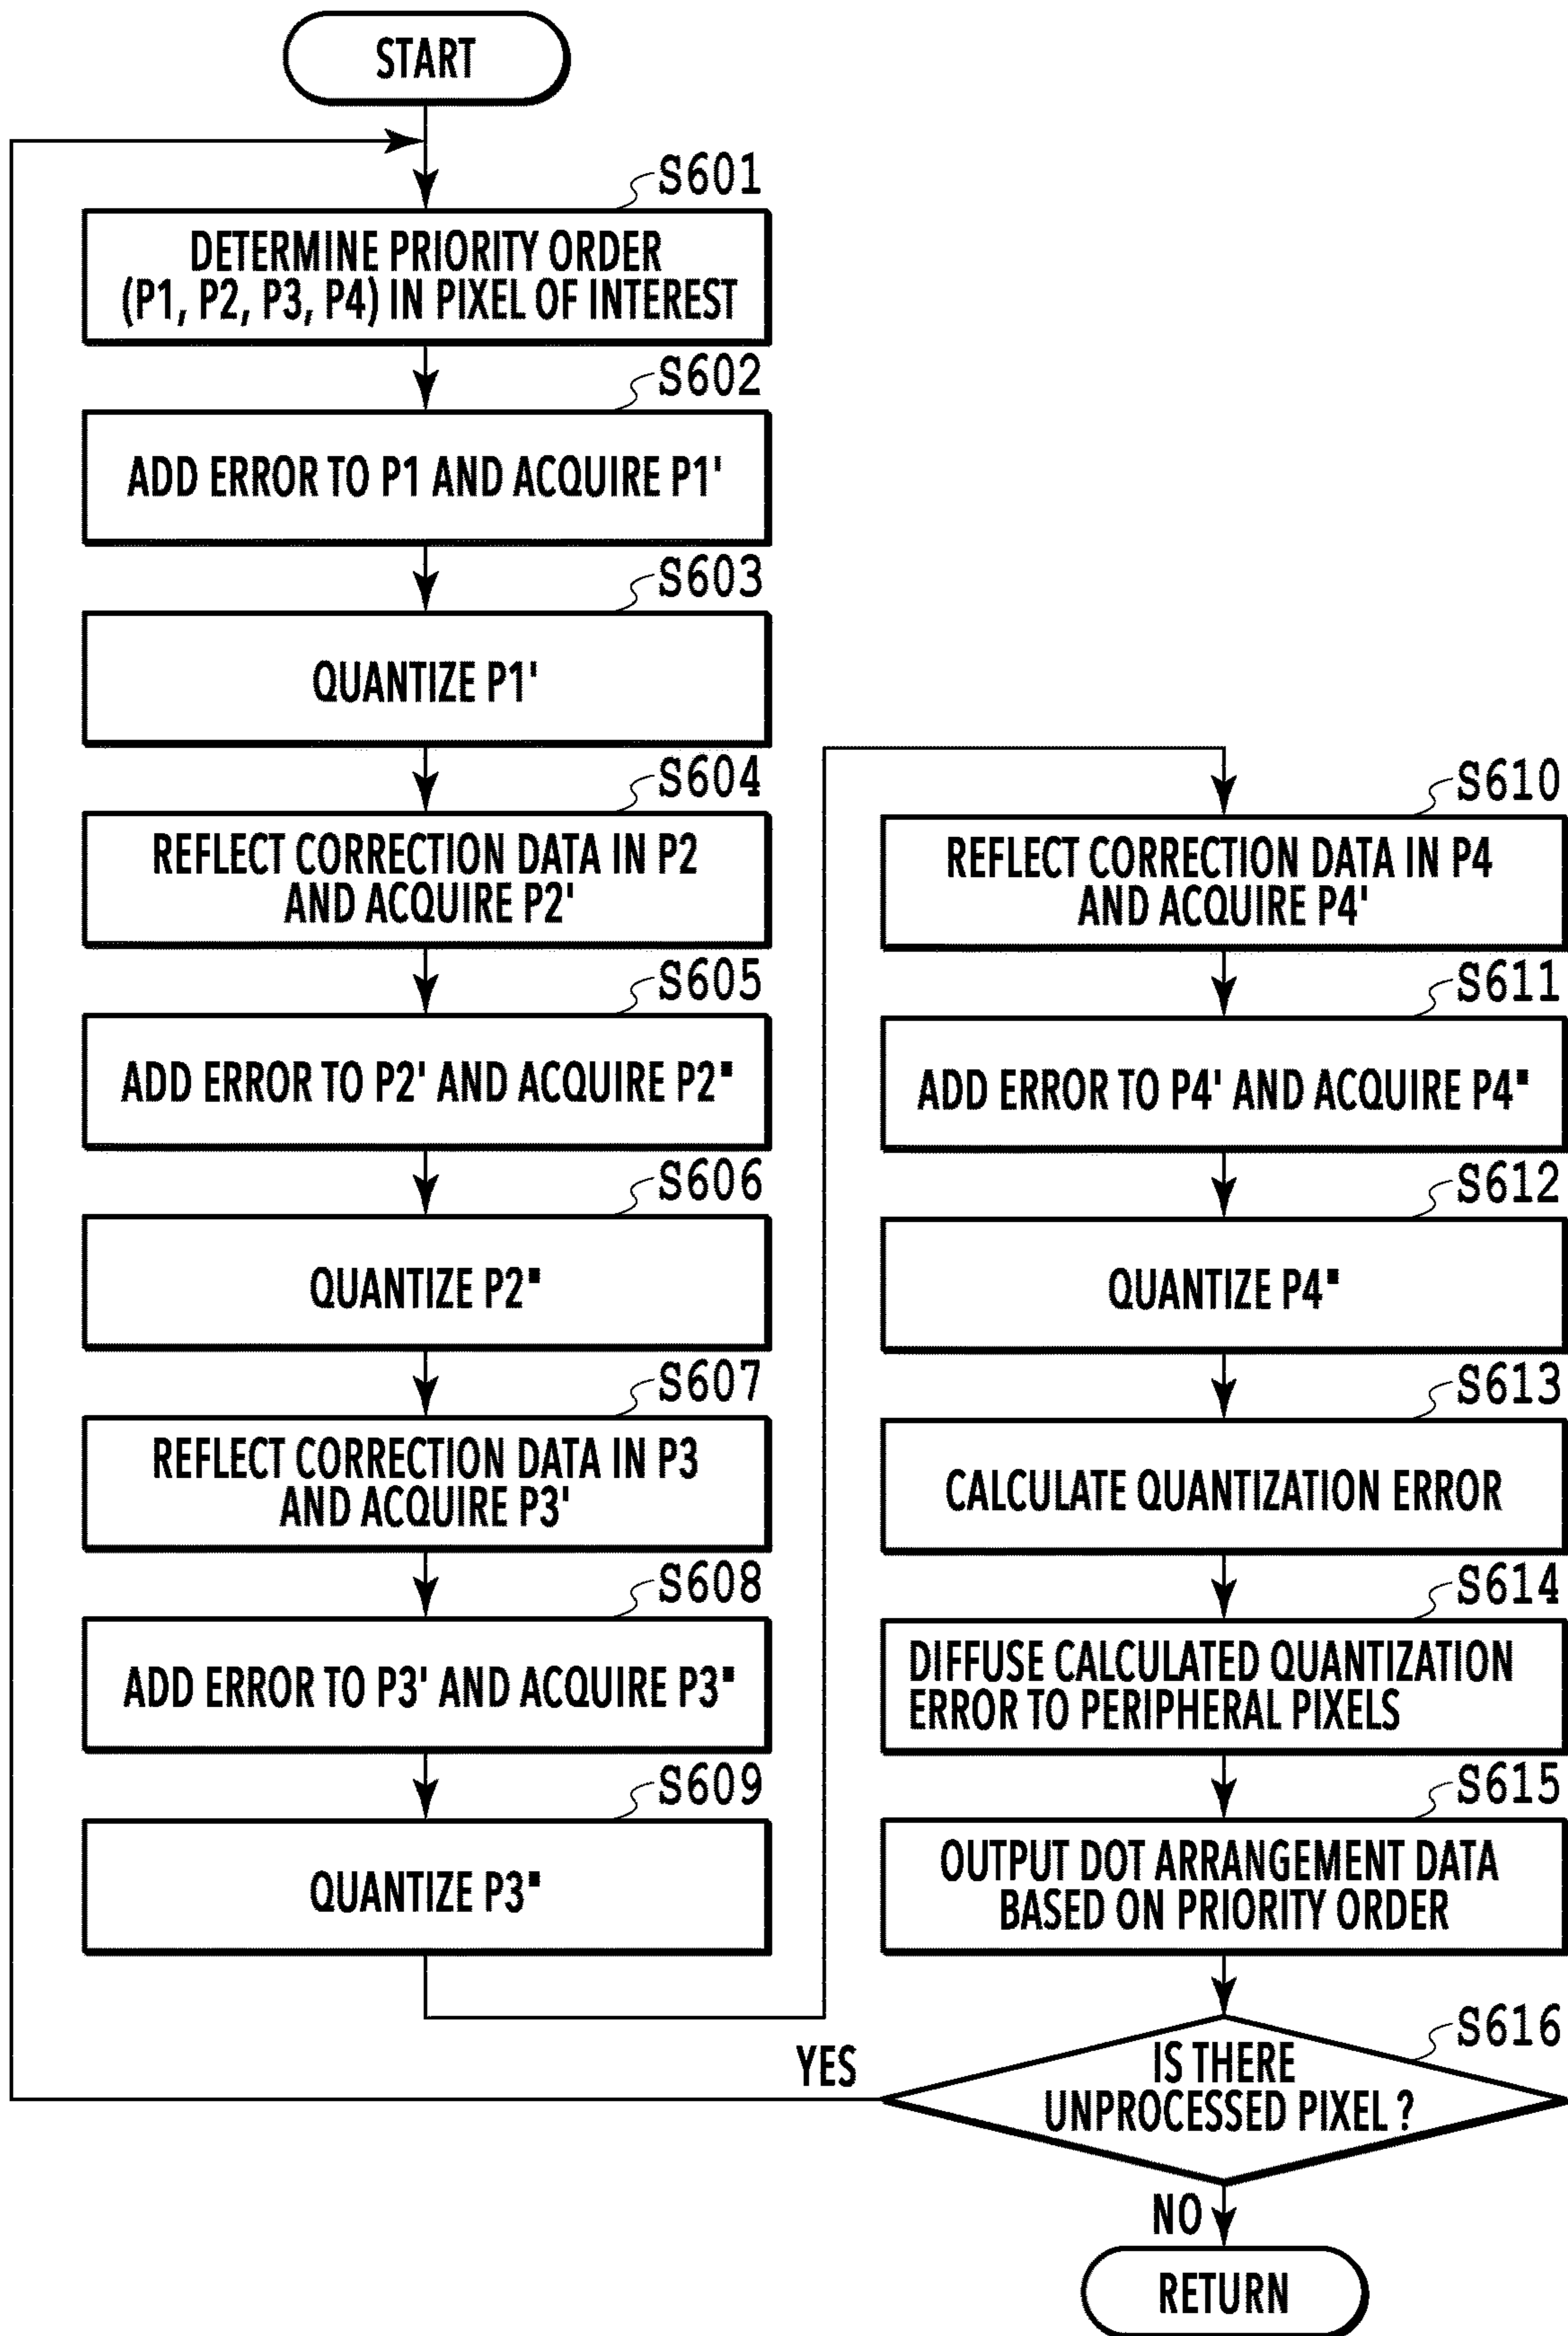 START
S601
DETERMINE PRIORITY ORDER
(P1, P2, P3, P4) IN PIXEL OF INTEREST
S602
ADD ERROR TO P1 AND ACQUIRE P1'
S603
QUANTIZE P1'
S604
REFLECT CORRECTION DATA IN P2
AND ACQUIRE P2'
S605
ADD ERROR TO P2' AND ACQUIRE P2"
S606
QUANTIZE P2"
S607
REFLECT CORRECTION DATA IN P3
AND ACQUIRE P3'
S608
ADD ERROR TO P3' AND ACQUIRE P3"
S609
QUANTIZE P3"
S610
REFLECT CORRECTION DATA IN P4
AND ACQUIRE P4'
S611
ADD ERROR TO P4' AND ACQUIRE P4"
S612
QUANTIZE P4"
S613
CALCULATE QUANTIZATION ERROR
S614
DIFFUSE CALCULATED QUANTIZATION
ERROR TO PERIPHERAL PIXELS
S615
OUTPUT DOT ARRANGEMENT DATA
BASED ON PRIORITY ORDER
S616
IS THERE
UNPROCESSED PIXEL ?
YES
NO
RETURN